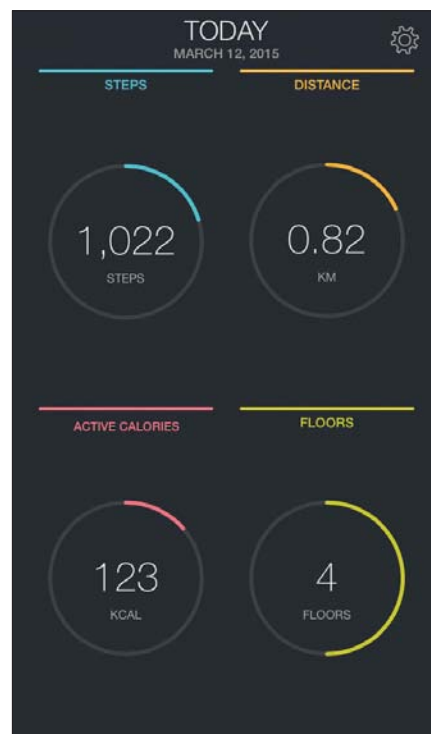 TODAY
MARCH 12, 2015
STEPS
DISTANCE
1,022
STEPS
0.82
KM
ACTIVE CALORIES
FLOORS
123
KCAL
4
FLOORS